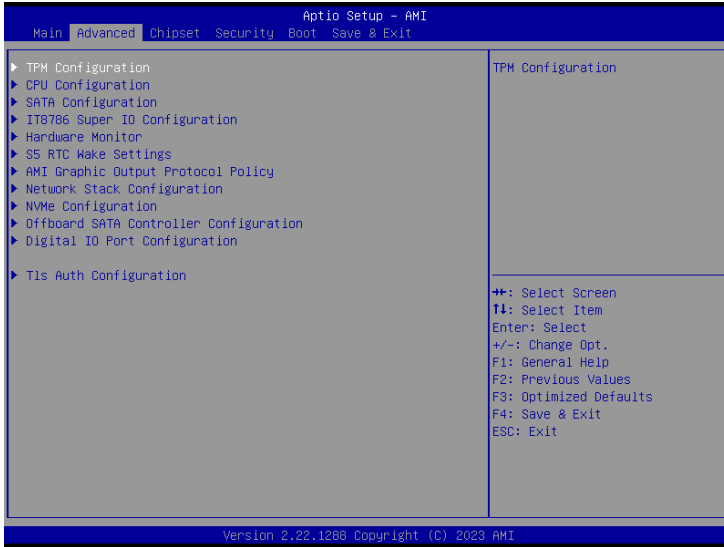 Aptio Setup – AMI
Main Advanced Chipset Security Boot Save & Exit
▶ TPM Configuration
▶ CPU Configuration
▶ SATA Configuration
▶ IT8786 Super IO Configuration
▶ Hardware Monitor
▶ S5 RTC Wake Settings
▶ AMI Graphic Output Protocol Policy
▶ Network Stack Configuration
▶ NVMe Configuration
▶ Offboard SATA Controller Configuration
▶ Digital IO Port Configuration
▶ Tls Auth Configuration
TPM Configuration
→←: Select Screen
↑↓: Select Item
Enter: Select
+/-: Change Opt.
F1: General Help
F2: Previous Values
F3: Optimized Defaults
F4: Save & Exit
ESC: Exit
Version 2.22.1288 Copyright (C) 2023 AMI